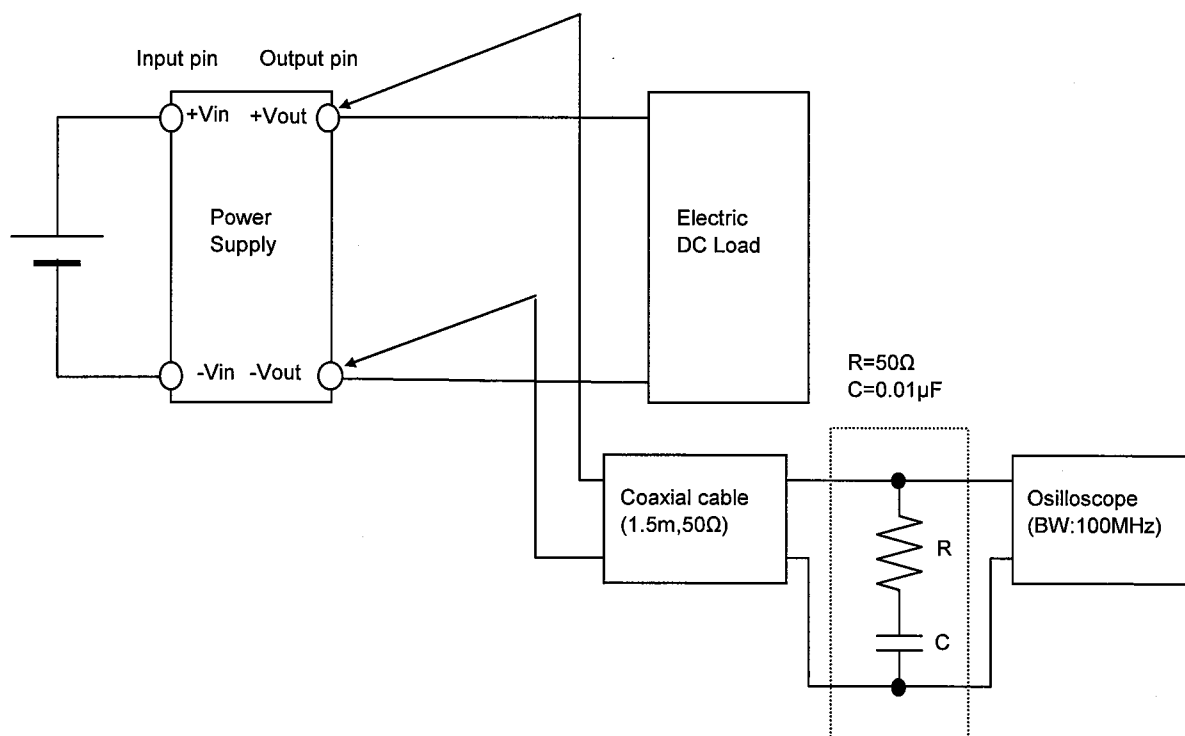 Input pin
Output pin
+Vin
+Vout
Power
Supply
Electric
DC Load
-Vin
-Vout
R=50Ω
C=0.01μF
Coaxial cable
(1.5m,50Ω)
R
C
Osilloscope
(BW:100MHz)